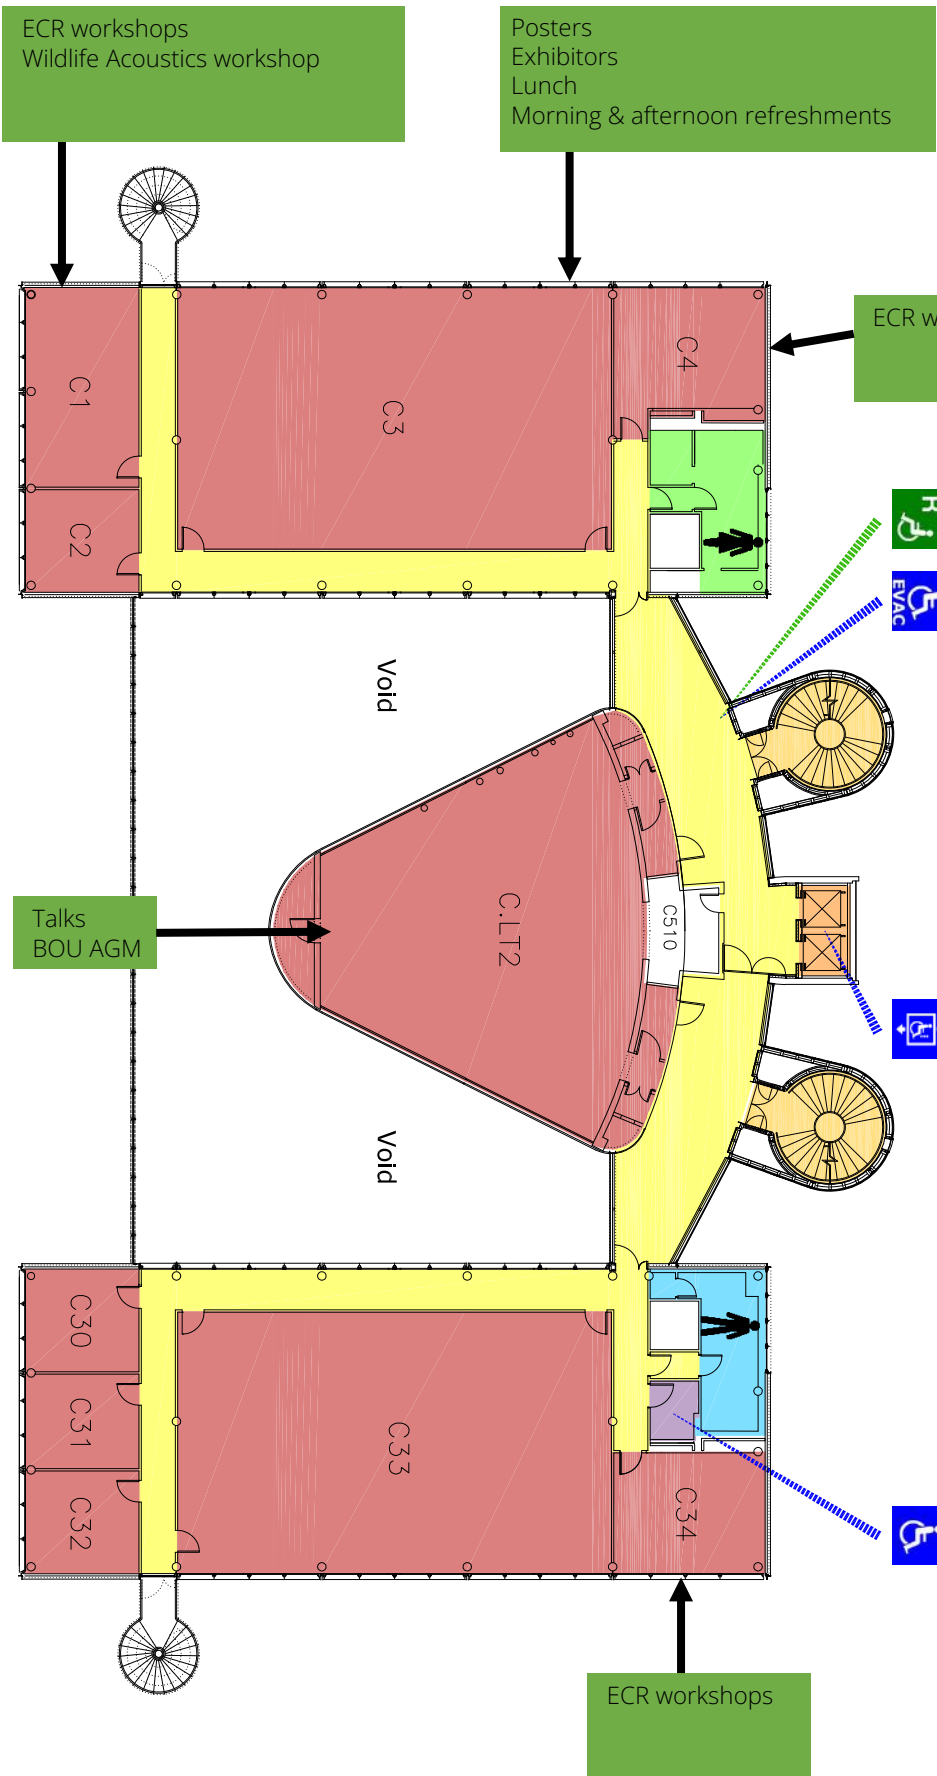 ECR workshops
Wildlife Acoustics workshop
Posters
Exhibitors
Lunch
Morning & afternoon refreshments
ECR w
C1
C2
C3
C4
R
EVAC
Void
Talks
BOU AGM
C.LT2
C510
Void
C30
C31
C32
C33
C34
ECR workshops